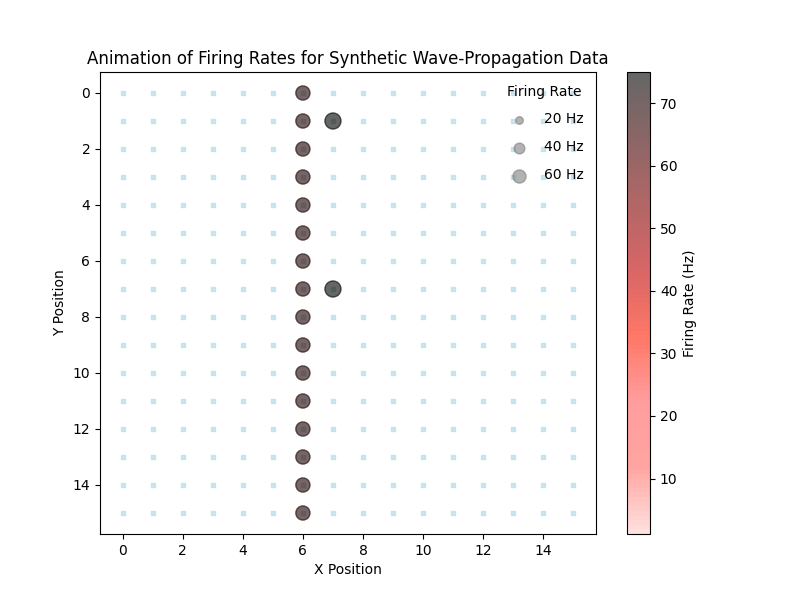 Animation of Firing Rates for Synthetic Wave-Propagation Data
Firing Rate
20 Hz
40 Hz
60 Hz
0
2
4
6
8
10
12
14
Y Position
0 2 4 6 8 10 12 14
X Position
70
60
50
40
30
20
10
Firing Rate (Hz)